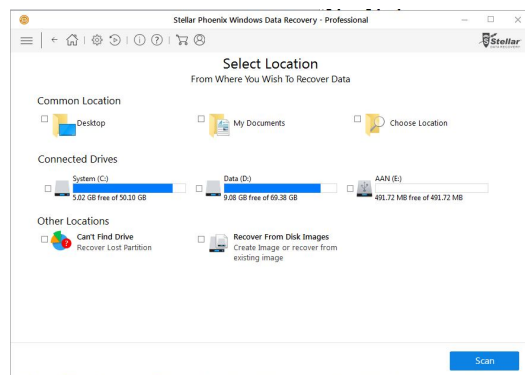 Stellar Phoenix Windows Data Recovery - Professional
Stellar
Select Location
From Where You Wish To Recover Data
Common Location
Desktop
My Documents
Choose Location
Connected Drives
System (C:)
5.02 GB free of 50.10 GB
Data (D:)
9.08 GB free of 69.38 GB
AAN (E:)
491.72 MB free of 491.72 MB
Other Locations
Can't Find Drive
Recover Lost Partition
Recover From Disk Images
Create Image or recover from
existing image
Scan